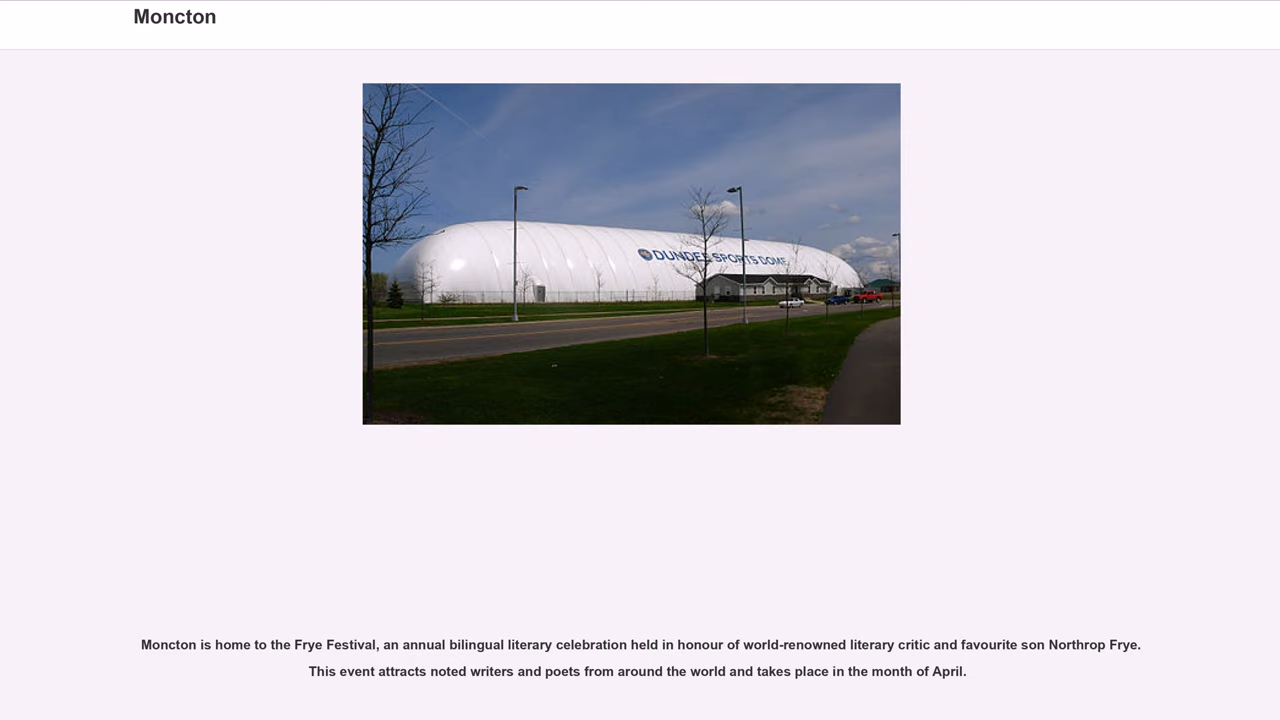 Moncton
DUNDEE SPORTS DOME
Moncton is home to the Frye Festival, an annual bilingual literary celebration held in honour of world-renowned literary critic and favourite son Northrop Frye.
This event attracts noted writers and poets from around the world and takes place in the month of April.